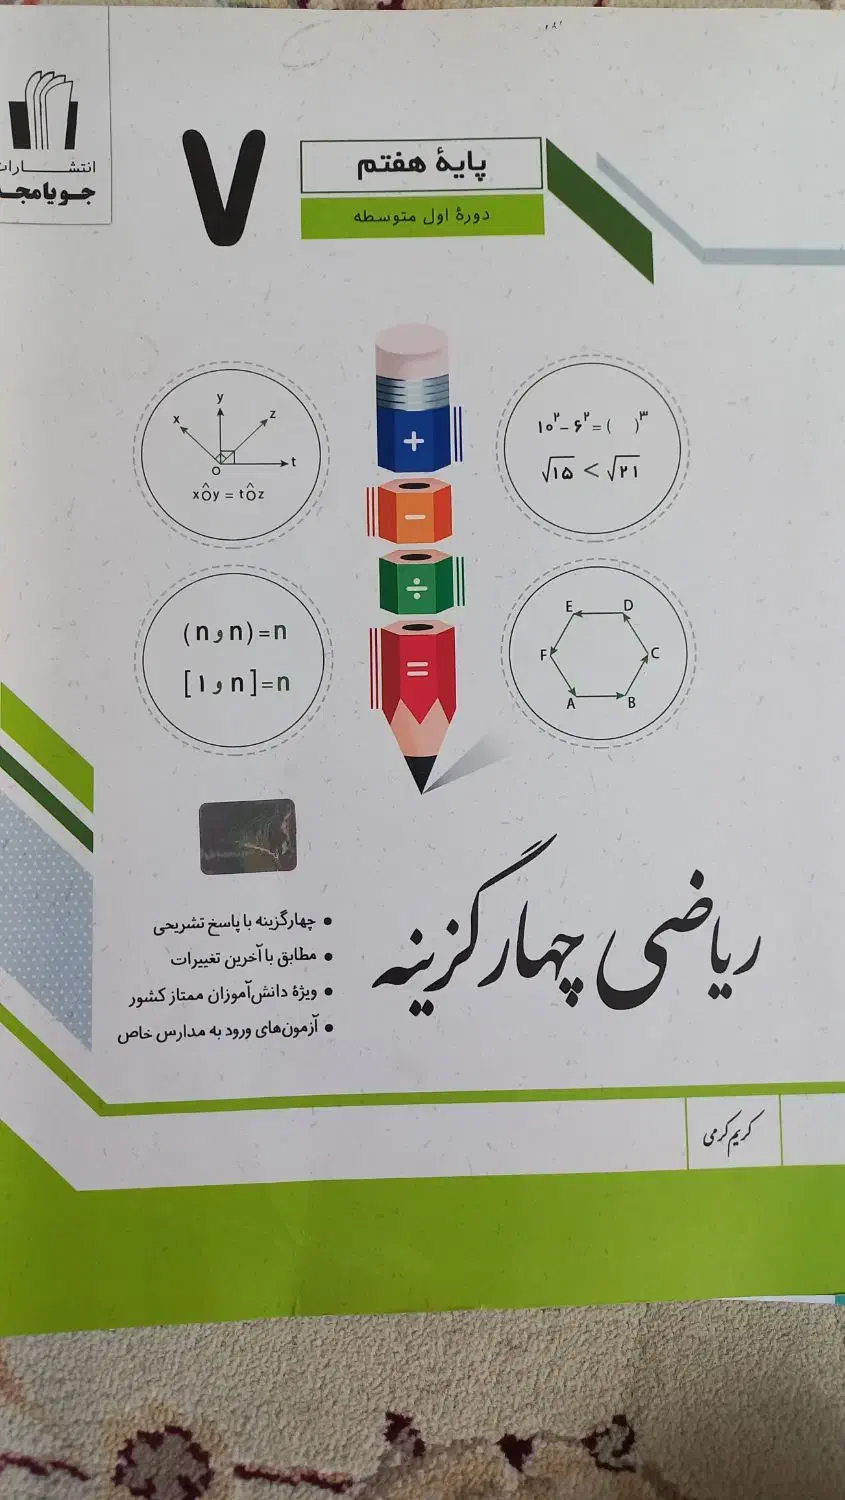 انتشارات
جویامجد
۷
پایهٔ هفتم
دورهٔ اول متوسطه
y
x
z
t
O
xÔy = tÔz
۱۰^۲ - ۶^۲ = ( )^۳
√۱۵ < √۲۱
+
-
÷
=
(n و n) = n
[n و ۱] = n
E
D
F
C
A
B
ریاضی چهارگزینه
• چهارگزینه با پاسخ تشریحی
• مطابق با آخرین تغییرات
• ویژهٔ دانش‌آموزان ممتاز کشور
• آزمون‌های ورود به مدارس خاص
کریم کرمی